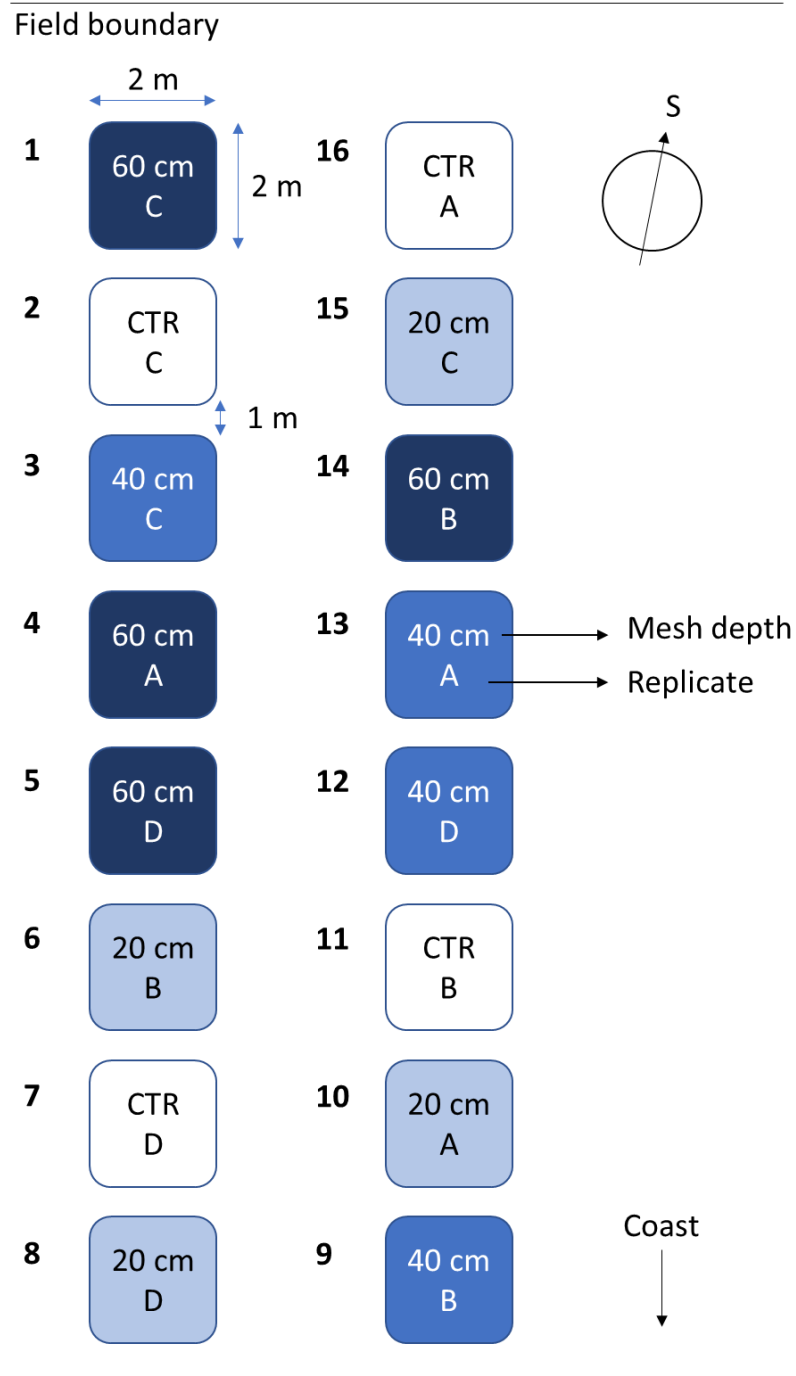 Field boundary
2 m
S
1
60 cm
C
2 m
16
CTR
A
2
CTR
C
15
20 cm
C
1 m
3
40 cm
C
14
60 cm
B
4
60 cm
A
13
40 cm
A
Mesh depth
Replicate
5
60 cm
D
12
40 cm
D
6
20 cm
B
11
CTR
B
7
CTR
D
10
20 cm
A
8
20 cm
D
9
40 cm
B
Coast